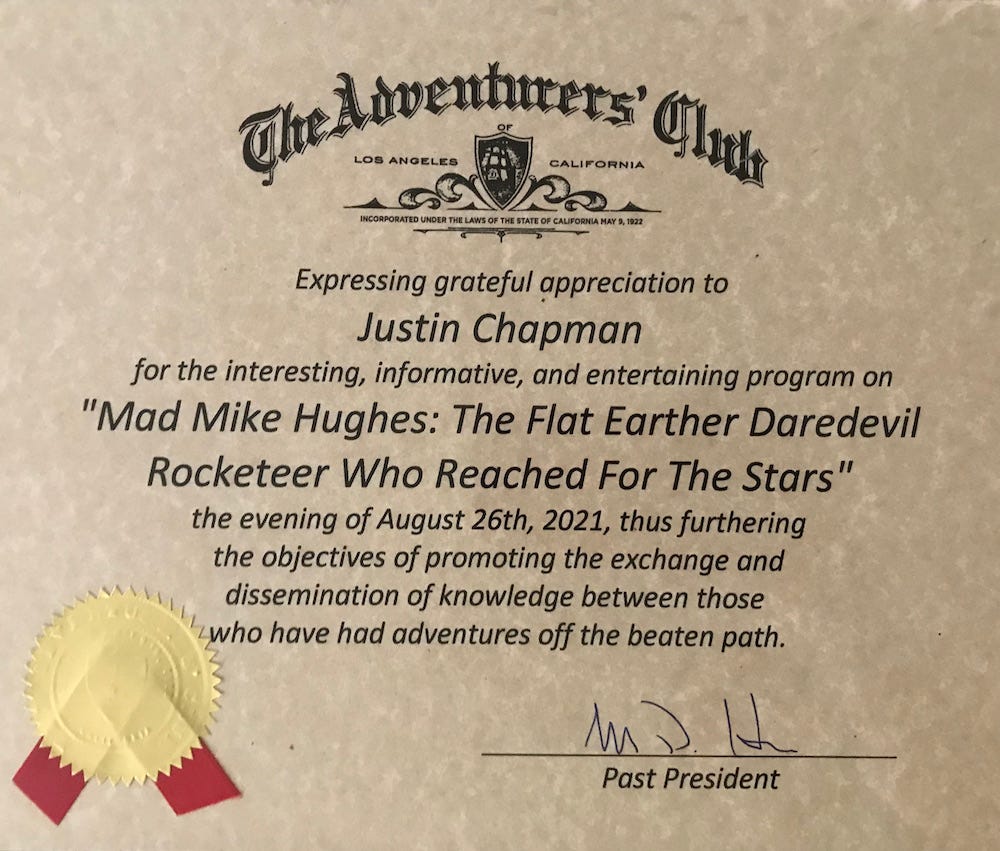 The Adventurers' Club
OF
LOS ANGELES CALIFORNIA
INCORPORATED UNDER THE LAWS OF THE STATE OF CALIFORNIA MAY 9, 1922
Expressing grateful appreciation to
Justin Chapman
for the interesting, informative, and entertaining program on
"Mad Mike Hughes: The Flat Earther Daredevil
Rocketeer Who Reached For The Stars"
the evening of August 26th, 2021, thus furthering
the objectives of promoting the exchange and
dissemination of knowledge between those
who have had adventures off the beaten path.
Past President